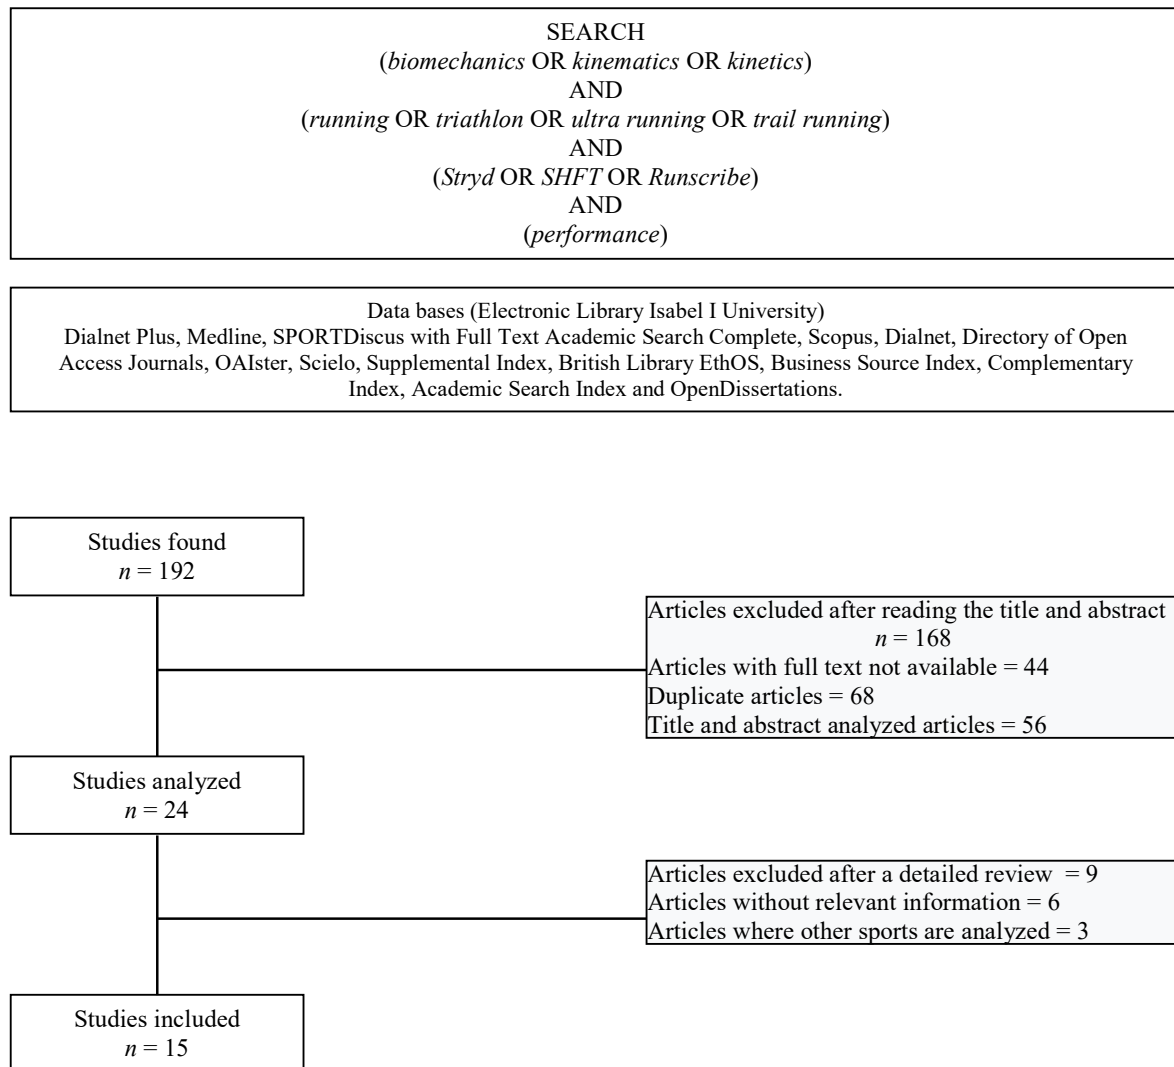 SEARCH
(biomechanics OR kinematics OR kinetics)
AND
(running OR triathlon OR ultra running OR trail running)
AND
(Stryd OR SHFT OR Runscribe)
AND
(performance)
Data bases (Electronic Library Isabel I University)
Dialnet Plus, Medline, SPORTDiscus with Full Text Academic Search Complete, Scopus, Dialnet, Directory of Open
Access Journals, OAIster, Scielo, Supplemental Index, British Library EthOS, Business Source Index, Complementary
Index, Academic Search Index and OpenDissertations.
Studies found
n = 192
Articles excluded after reading the title and abstract
n = 168
Articles with full text not available = 44
Duplicate articles = 68
Title and abstract analyzed articles = 56
Studies analyzed
n = 24
Articles excluded after a detailed review = 9
Articles without relevant information = 6
Articles where other sports are analyzed = 3
Studies included
n = 15